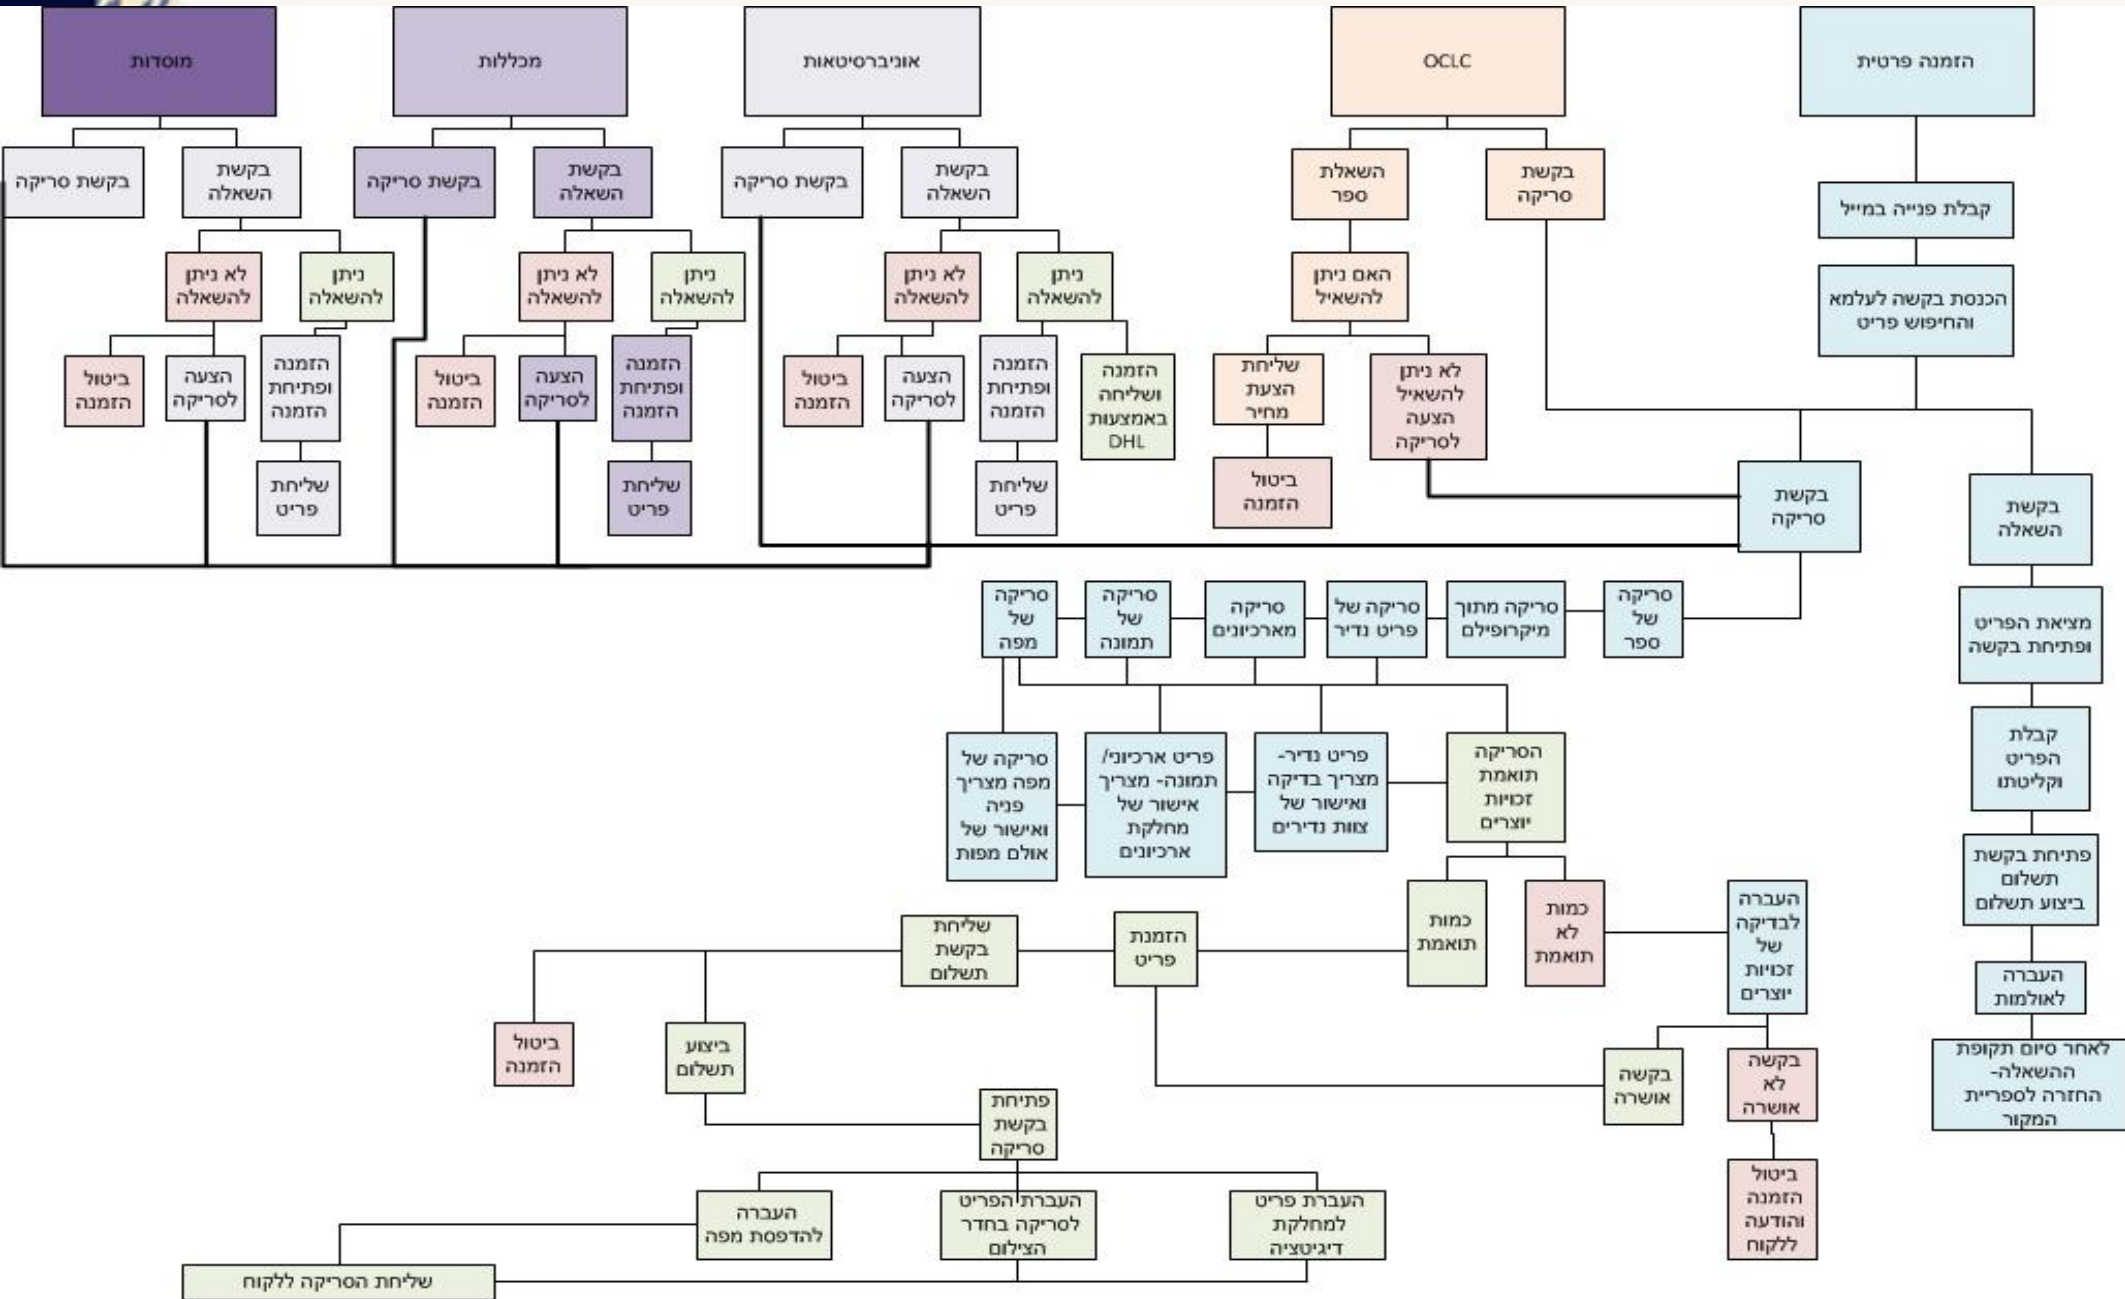 הזמנה פרטית
OCLC
אוניברסיטאות
מכללות
מוסדות
קבלת פנייה במייל
הכנסת בקשה לעלמא
והחיפוש פריט
בקשת
סריקה
השאלת
ספר
האם ניתן
להשאיל
לא ניתן
להשאיל
הצעה
לסריקה
שליחת
הצעת
מחיר
ביטול
הזמנה
בקשת
השאלה
בקשת סריקה
ניתן
להשאלה
לא ניתן
להשאלה
הזמנה
ושליחה
באמצעות
DHL
הזמנה
ופתיחת
הזמנה
הצעה
לסריקה
ביטול
הזמנה
שליחת
פריט
בקשת
השאלה
בקשת סריקה
ניתן
להשאלה
לא ניתן
להשאלה
הזמנה
ופתיחת
הזמנה
הצעה
לסריקה
ביטול
הזמנה
שליחת
פריט
בקשת
השאלה
בקשת סריקה
ניתן
להשאלה
לא ניתן
להשאלה
הזמנה
ופתיחת
הזמנה
הצעה
לסריקה
ביטול
הזמנה
שליחת
פריט
בקשת
השאלה
מציאת הפריט
ופתיחת בקשה
קבלת
הפריט
וקליטתו
פתיחת בקשת
תשלום
ביצוע תשלום
העברה
לאולמות
לאחר סיום תקופת
ההשאלה-
החזרה לספריית
המקור
בקשת
סריקה
סריקה
של
ספר
סריקה מתוך
מיקרופילם
סריקה של
פריט נדיר
סריקה
מארכיונים
סריקה
של
תמונה
סריקה
של
מפה
הסריקה
תואמת
זכויות
יוצרים
פריט נדיר-
מצריך בדיקה
ואישור של
צוות נדירים
פריט ארכיוני/
תמונה- מצריך
אישור של
מחלקת
ארכיונים
סריקה של
מפה מצריך
פניה
ואישור של
אולם מפות
העברה
לבדיקה
של
זכויות
יוצרים
כמות
לא
תואמת
כמות
תואמת
הזמנת
פריט
שליחת
בקשת
תשלום
בקשה
לא
אושרה
בקשה
אושרה
ביצוע
תשלום
ביטול
הזמנה
פתיחת
בקשת
סריקה
ביטול
הזמנה
והודעה
ללקוח
העברת פריט
למחלקת
דיגיטציה
העברת הפריט
לסריקה בחדר
הצילום
העברה
להדפסת מפה
שליחת הסריקה ללקוח